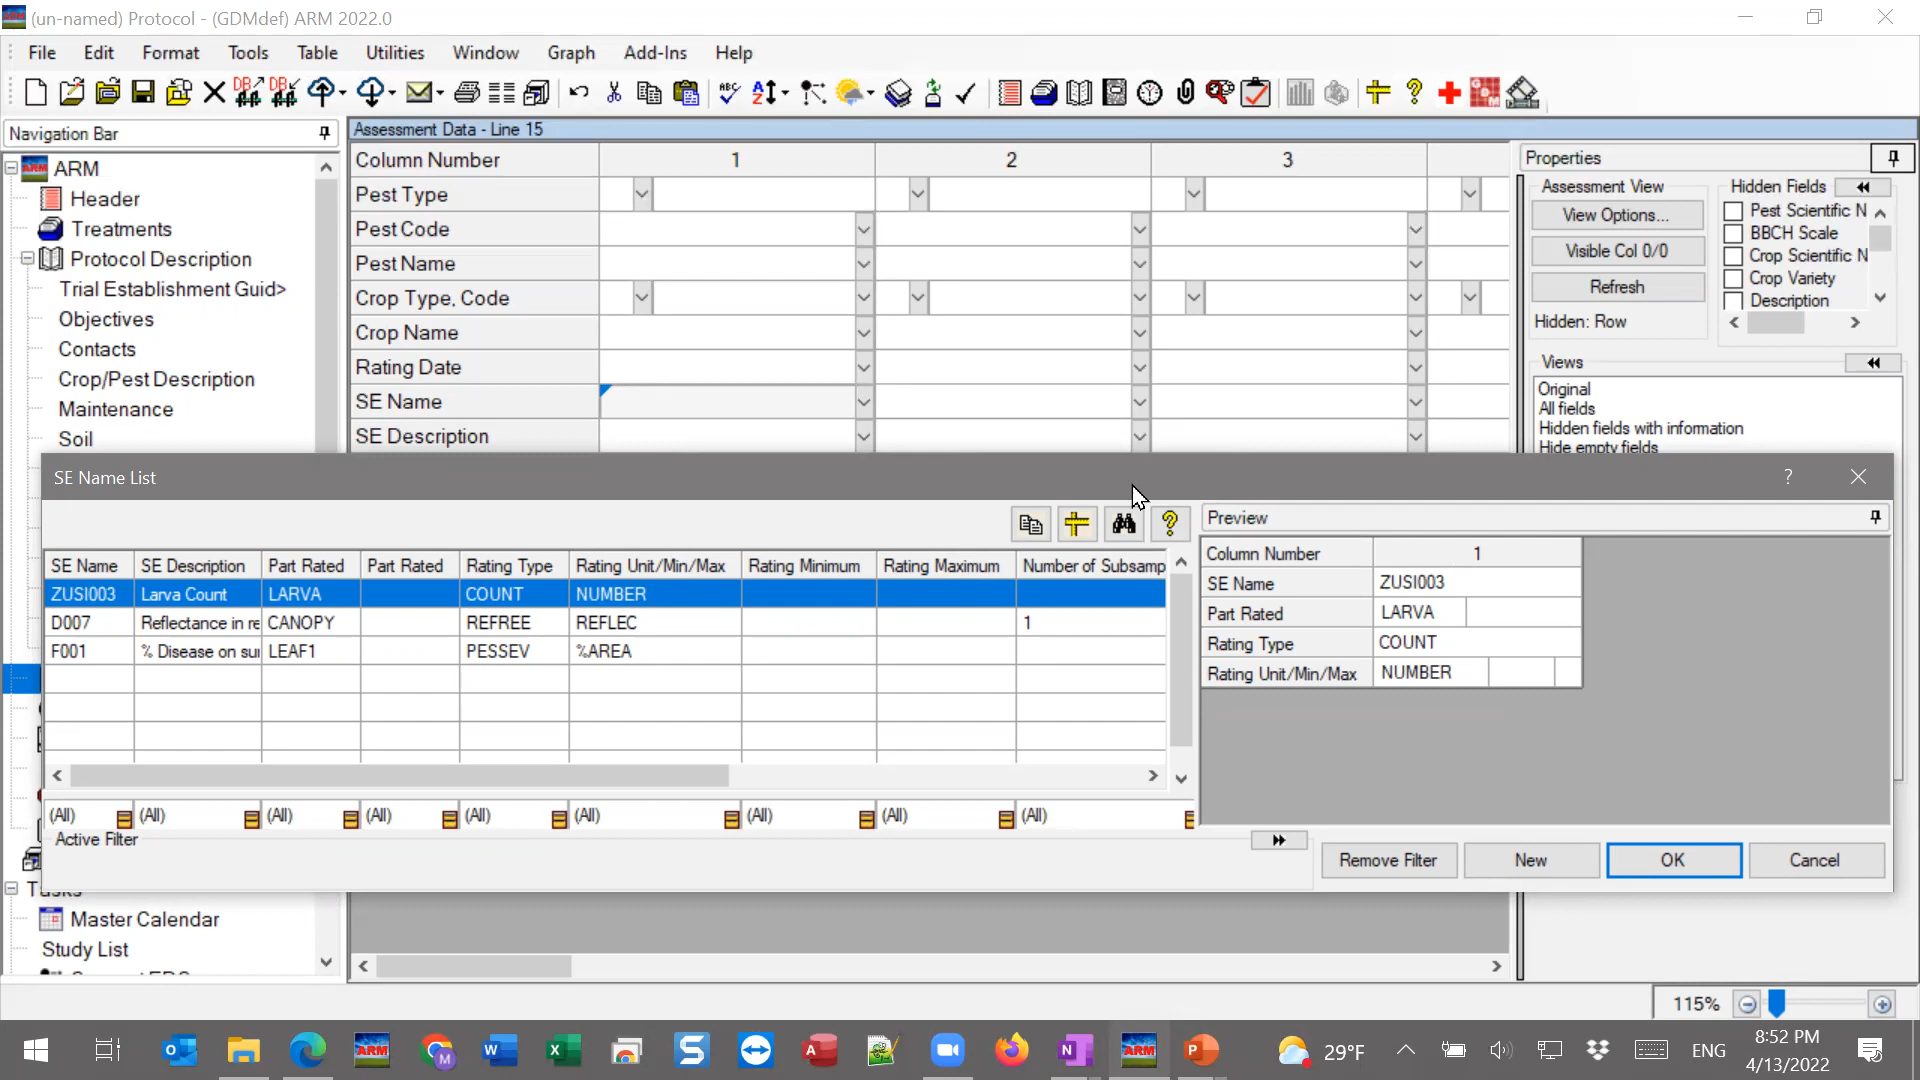 (un-named) Protocol - (GDMdef) ARM 2022.0
File Edit Format Tools Table Utilities Window Graph Add-Ins Help
Navigation Bar
ARM
Header
Treatments
Protocol Description
Trial Establishment Guid>
Objectives
Contacts
Crop/Pest Description
Maintenance
Soil
Assessment Data - Line 15
Column Number 1 2 3
Pest Type
Pest Code
Pest Name
Crop Type, Code
Crop Name
Rating Date
SE Name
SE Description
Properties
Assessment View
View Options...
Visible Col 0/0
Refresh
Hidden: Row
Hidden Fields
Pest Scientific N
BBCH Scale
Crop Scientific N
Crop Variety
Description
Views
Original
All fields
Hidden fields with information
Hide empty fields
SE Name List
SE Name SE Description Part Rated Part Rated Rating Type Rating Unit/Min/Max Rating Minimum Rating Maximum Number of Subsamp
ZUSI003 Larva Count LARVA COUNT NUMBER
D007 Reflectance in re CANOPY REFREE REFLEC 1
F001 % Disease on sur LEAF1 PESSEV %AREA
(All) (All) (All) (All) (All) (All) (All) (All) (All)
Active Filter
Preview
Column Number 1
SE Name ZUSI003
Part Rated LARVA
Rating Type COUNT
Rating Unit/Min/Max NUMBER
Remove Filter New OK Cancel
Tasks
Master Calendar
Study List
115%
29°F
ENG
8:52 PM
4/13/2022